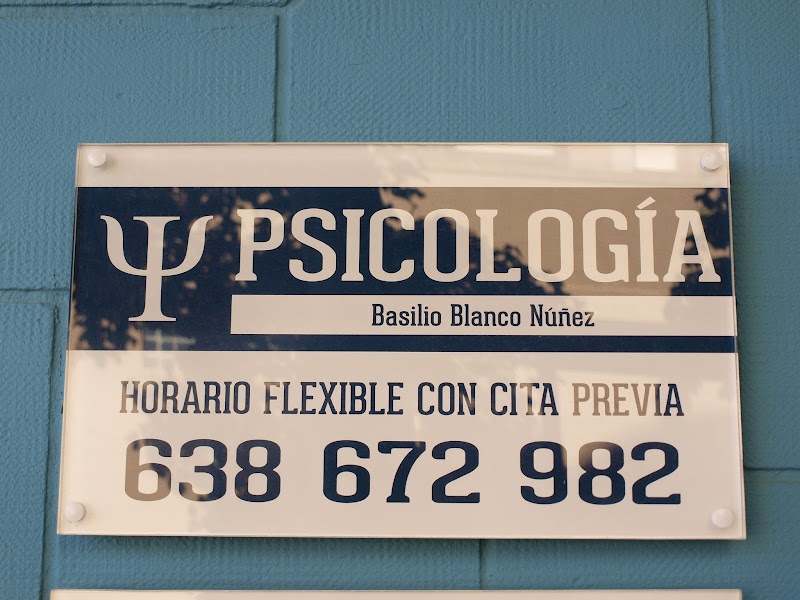 Ψ PSICOLOGÍA
Basilio Blanco Núñez
HORARIO FLEXIBLE CON CITA PREVIA
638 672 982